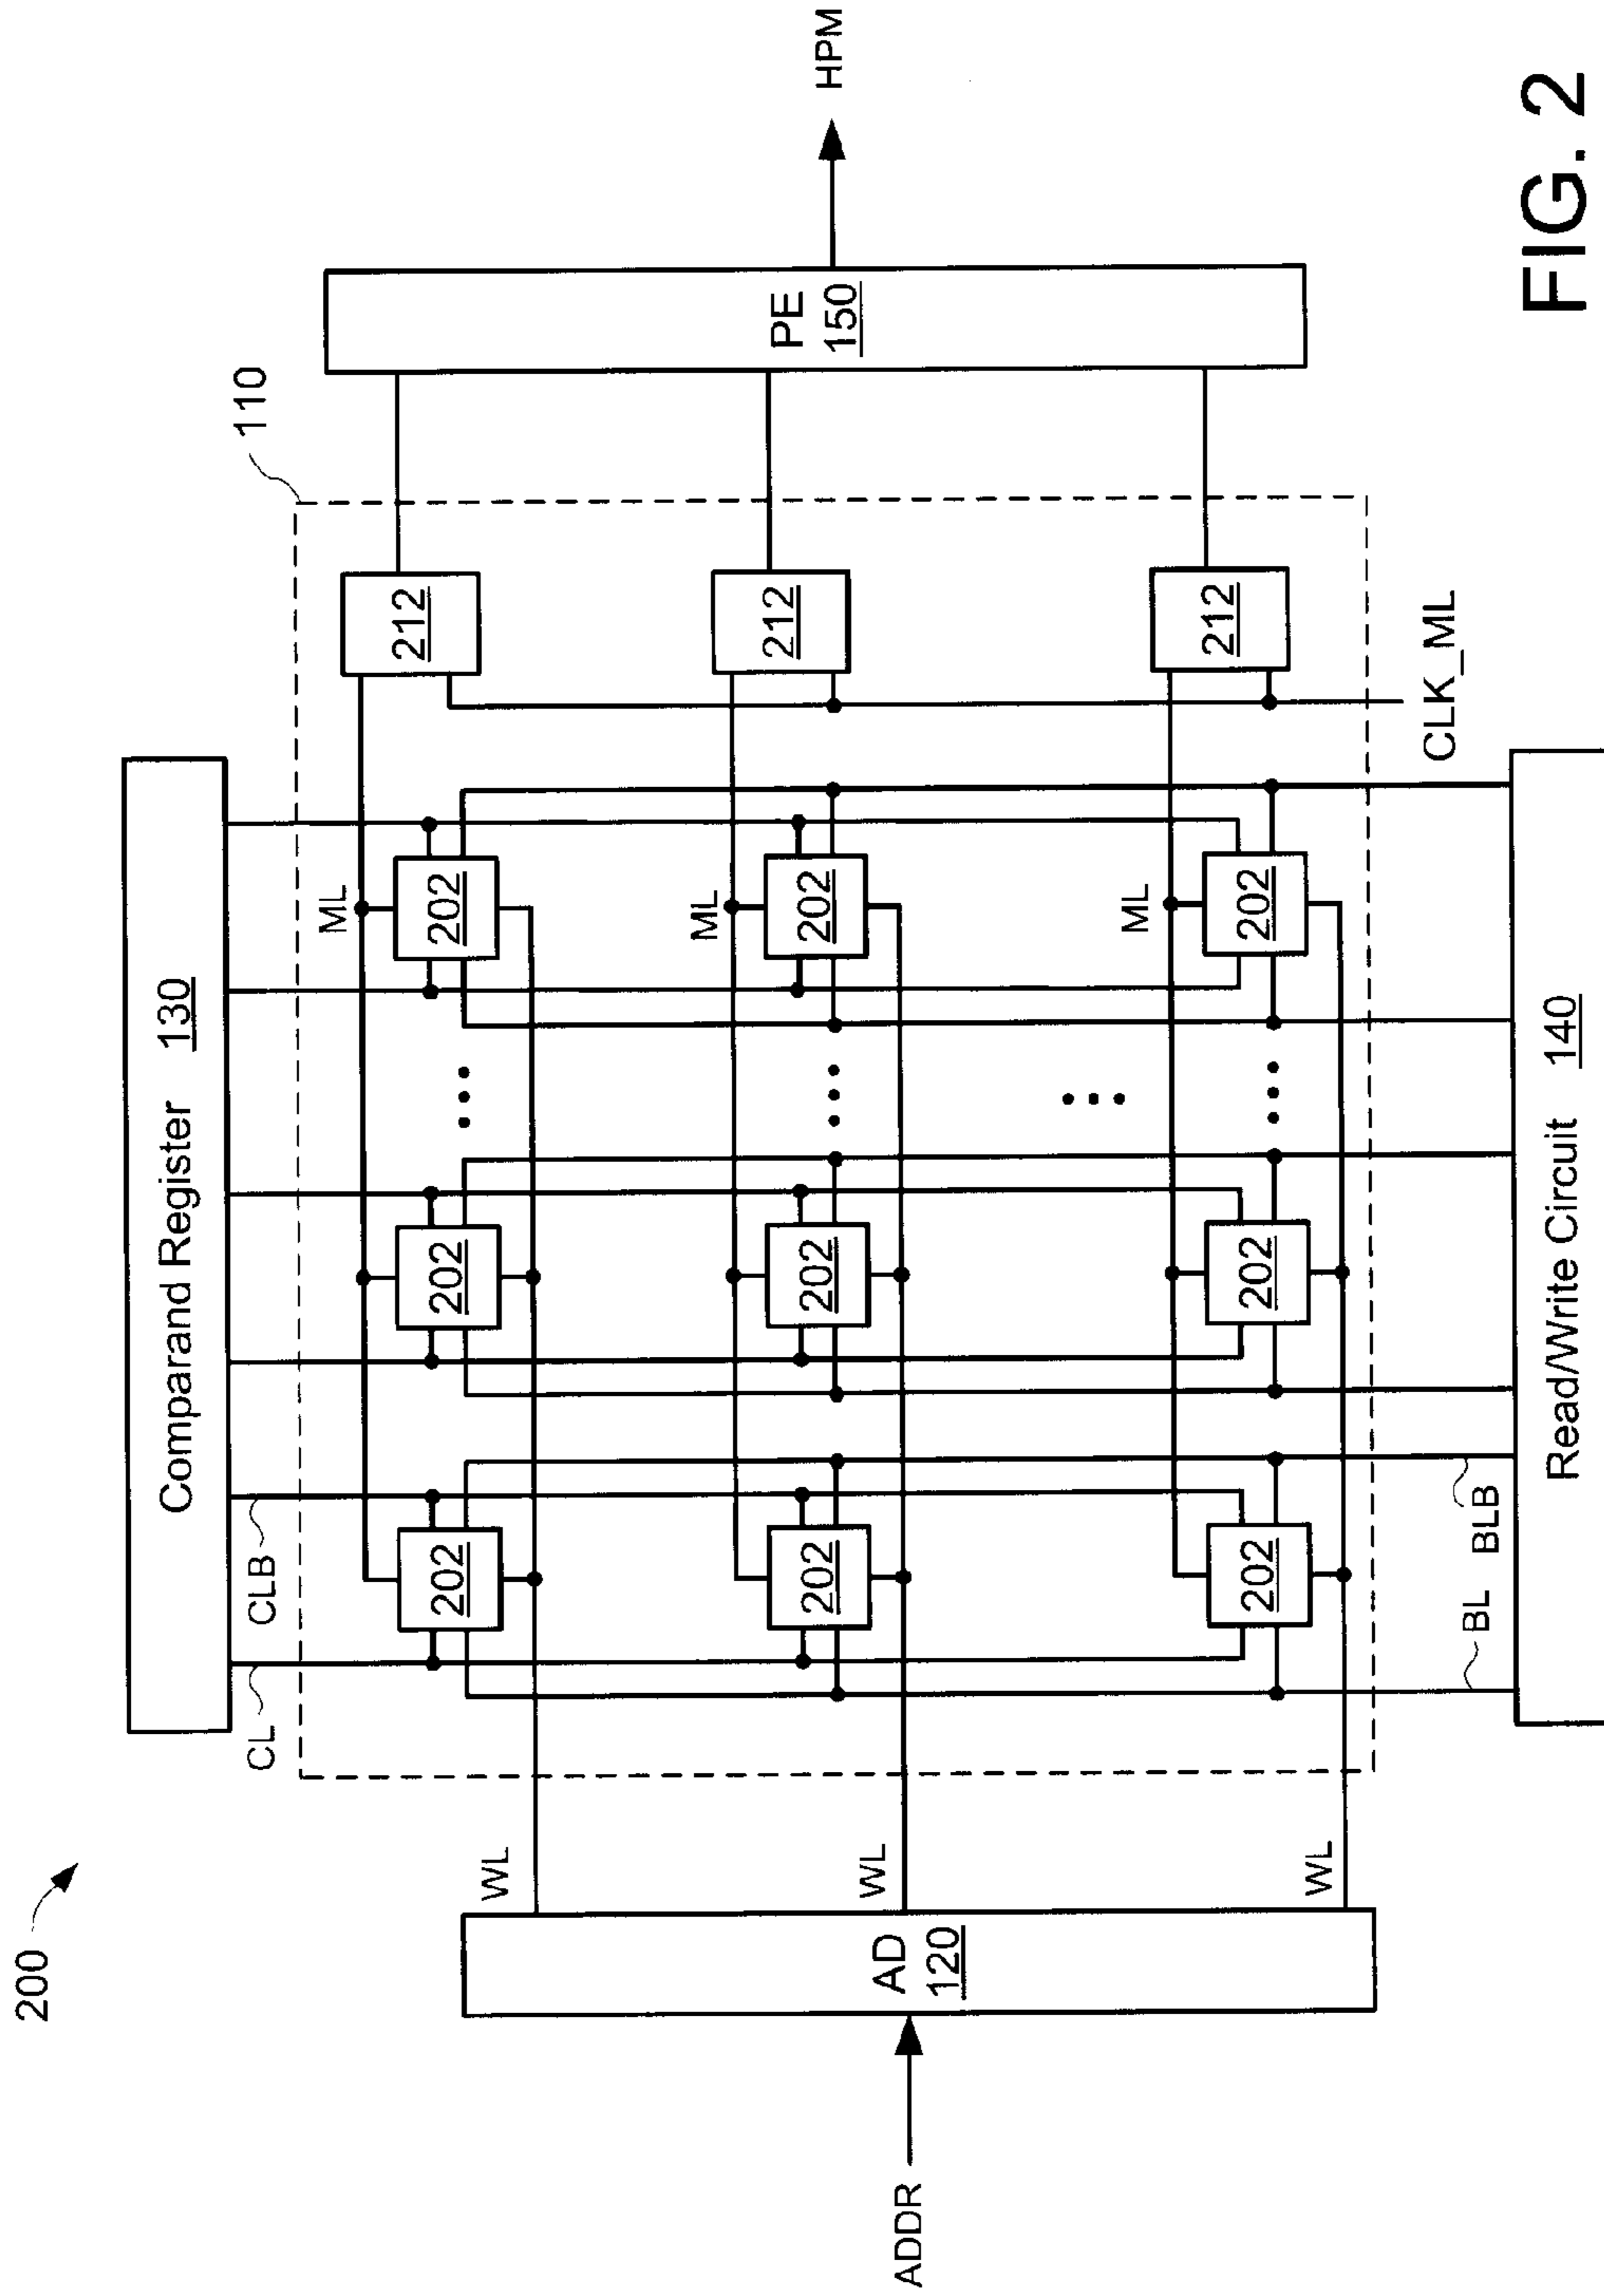 200
Comparand Register 130
CL
CLB
110
ML
212
202
202
202
WL
ML
PE
150
HPM
212
202
202
202
WL
AD
120
ADDR
ML
212
202
202
202
WL
CLK_ML
BL
BLB
Read/Write Circuit 140
FIG. 2